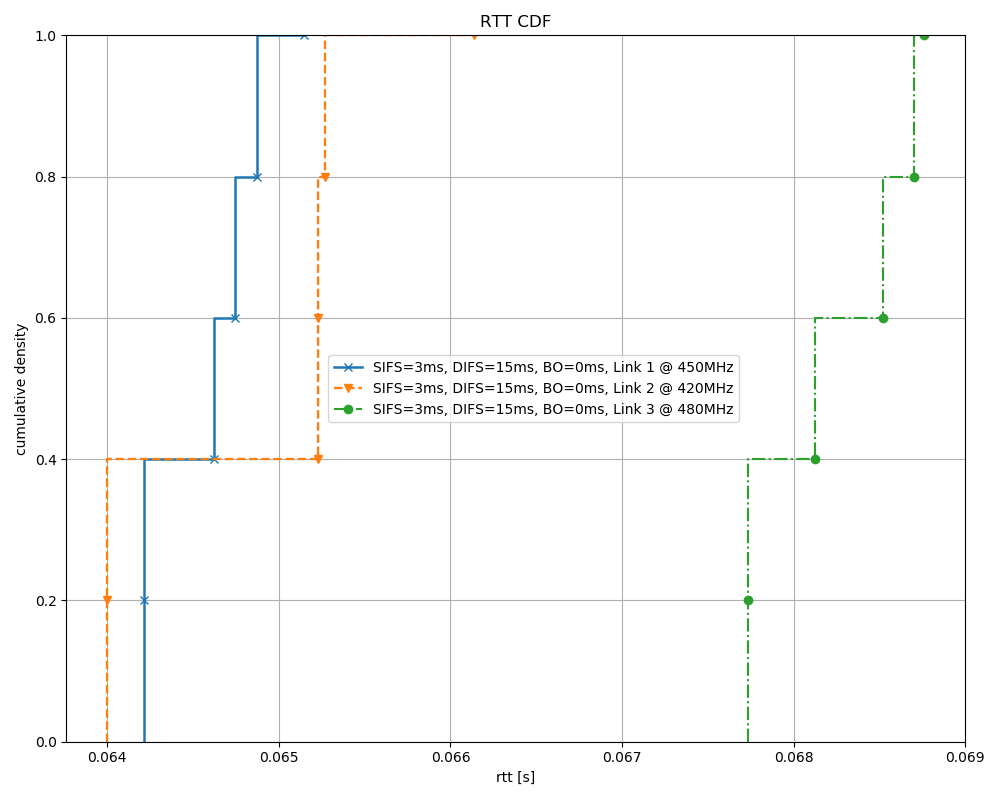 RTT CDF
1.0
0.8
0.6
0.4
0.2
0.0
cumulative density
SIFS=3ms, DIFS=15ms, BO=0ms, Link 1 @ 450MHz
SIFS=3ms, DIFS=15ms, BO=0ms, Link 2 @ 420MHz
SIFS=3ms, DIFS=15ms, BO=0ms, Link 3 @ 480MHz
0.064 0.065 0.066 0.067 0.068 0.069
rtt [s]